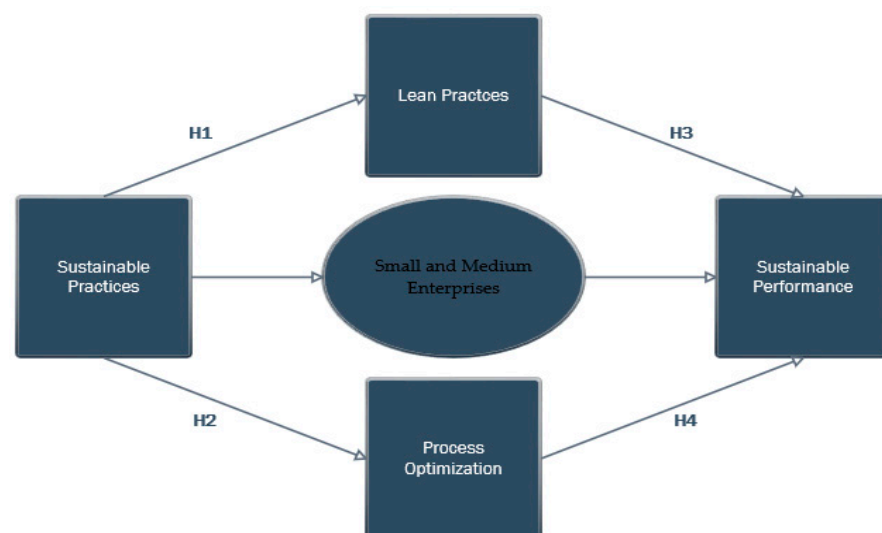 Lean Practces
H1
H3
Sustainable
Practices
Small and Medium
Enterprises
Sustainable
Performance
H2
H4
Process
Optimization